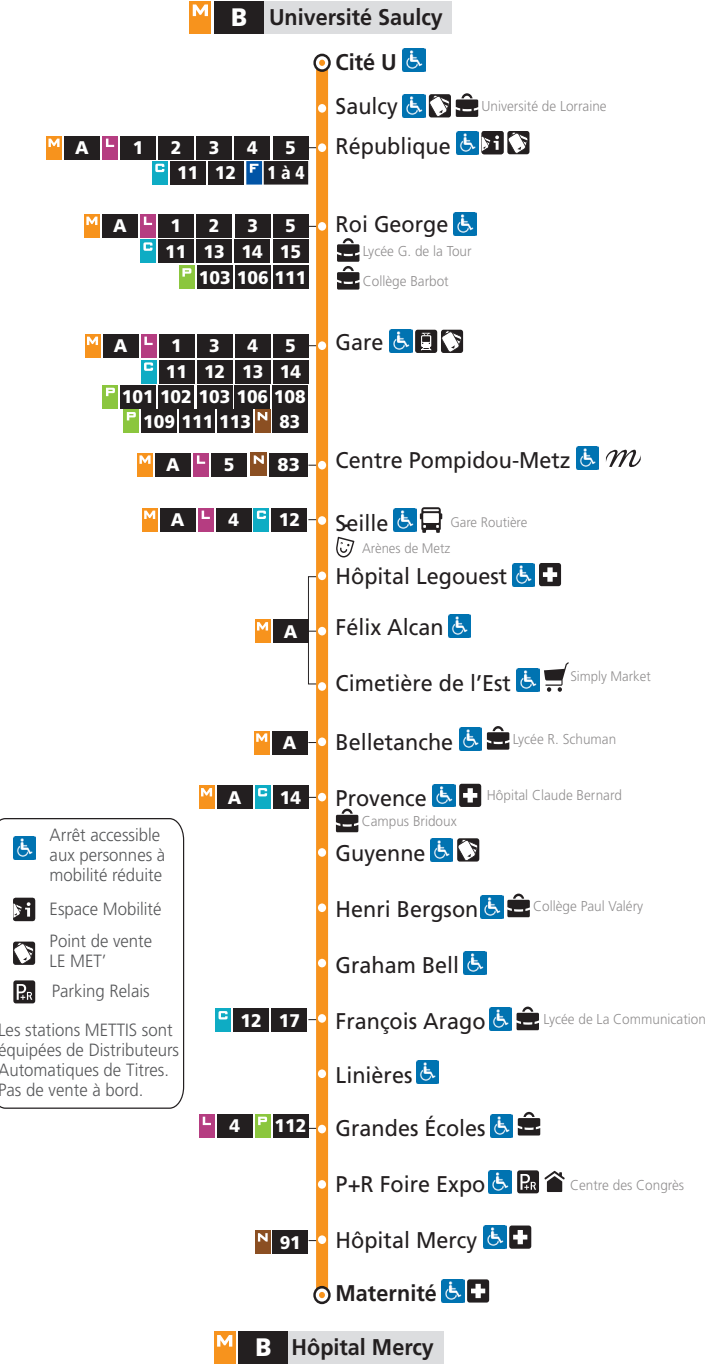 M B Université Saulcy
Cité U
Saulcy Université de Lorraine
M A L 1 2 3 4 5 République
C 11 12 F 1 à 4
M A L 1 2 3 5 Roi George
C 11 13 14 15 Lycée G. de la Tour
P 103 106 111 Collège Barbot
M A L 1 3 4 5 Gare
C 11 12 13 14
P 101 102 103 106 108
P 109 111 113 N 83
M A L 5 N 83 Centre Pompidou-Metz m
M A L 4 C 12 Seille Gare Routière
Arènes de Metz
Hôpital Legouest
M A Félix Alcan
Cimetière de l'Est Simply Market
M A Belletanche Lycée R. Schuman
M A C 14 Provence Hôpital Claude Bernard
Campus Bridoux
Guyenne
Henri Bergson Collège Paul Valéry
Graham Bell
C 12 17 François Arago Lycée de La Communication
Linières
L 4 P 112 Grandes Écoles
P+R Foire Expo P+R Centre des Congrès
N 91 Hôpital Mercy
Maternité
M B Hôpital Mercy
Arrêt accessible
aux personnes à
mobilité réduite
i Espace Mobilité
Point de vente
LE MET'
P+R Parking Relais
Les stations METTIS sont
équipées de Distributeurs
Automatiques de Titres.
Pas de vente à bord.